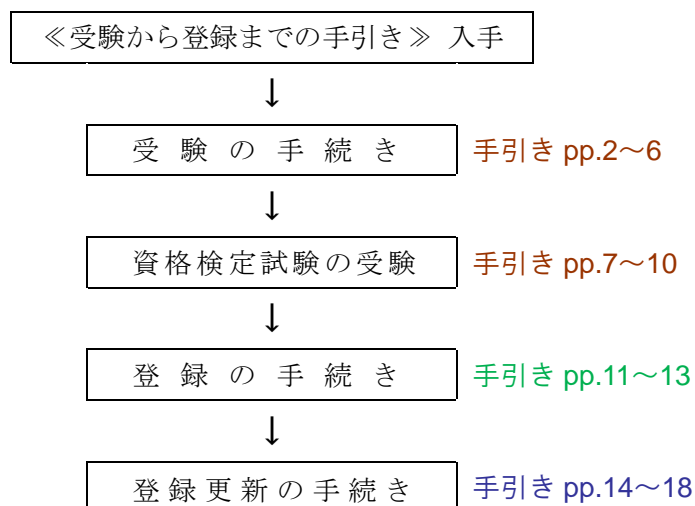 ≪受験から登録までの手引き≫ 入手
↓
受験の手続き 手引き pp.2～6
↓
資格検定試験の受験 手引き pp.7～10
↓
登録の手続き 手引き pp.11～13
↓
登録更新の手続き 手引き pp.14～18